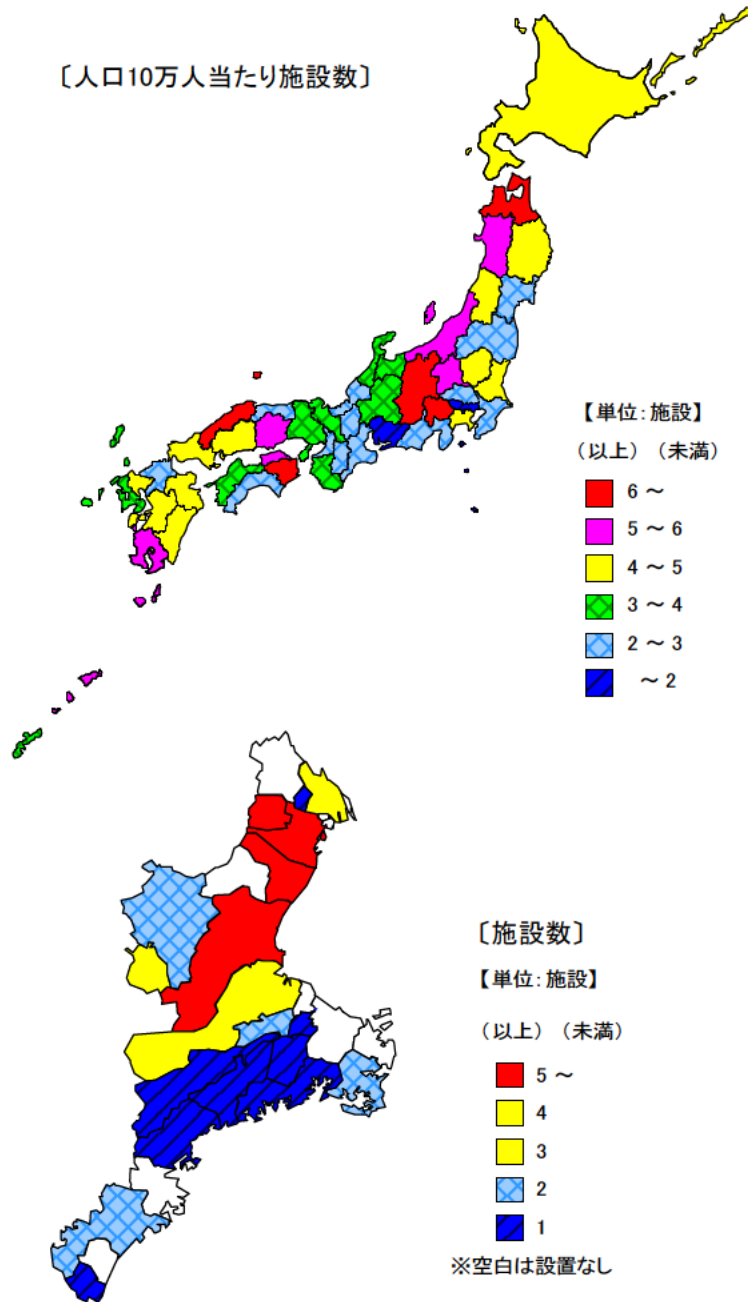 〔人口10万人当たり施設数〕
【単位：施設】
（以上）（未満）
6 ～
5 ～ 6
4 ～ 5
3 ～ 4
2 ～ 3
～ 2
〔施設数〕
【単位：施設】
（以上）（未満）
5 ～
4
3
2
1
※空白は設置なし